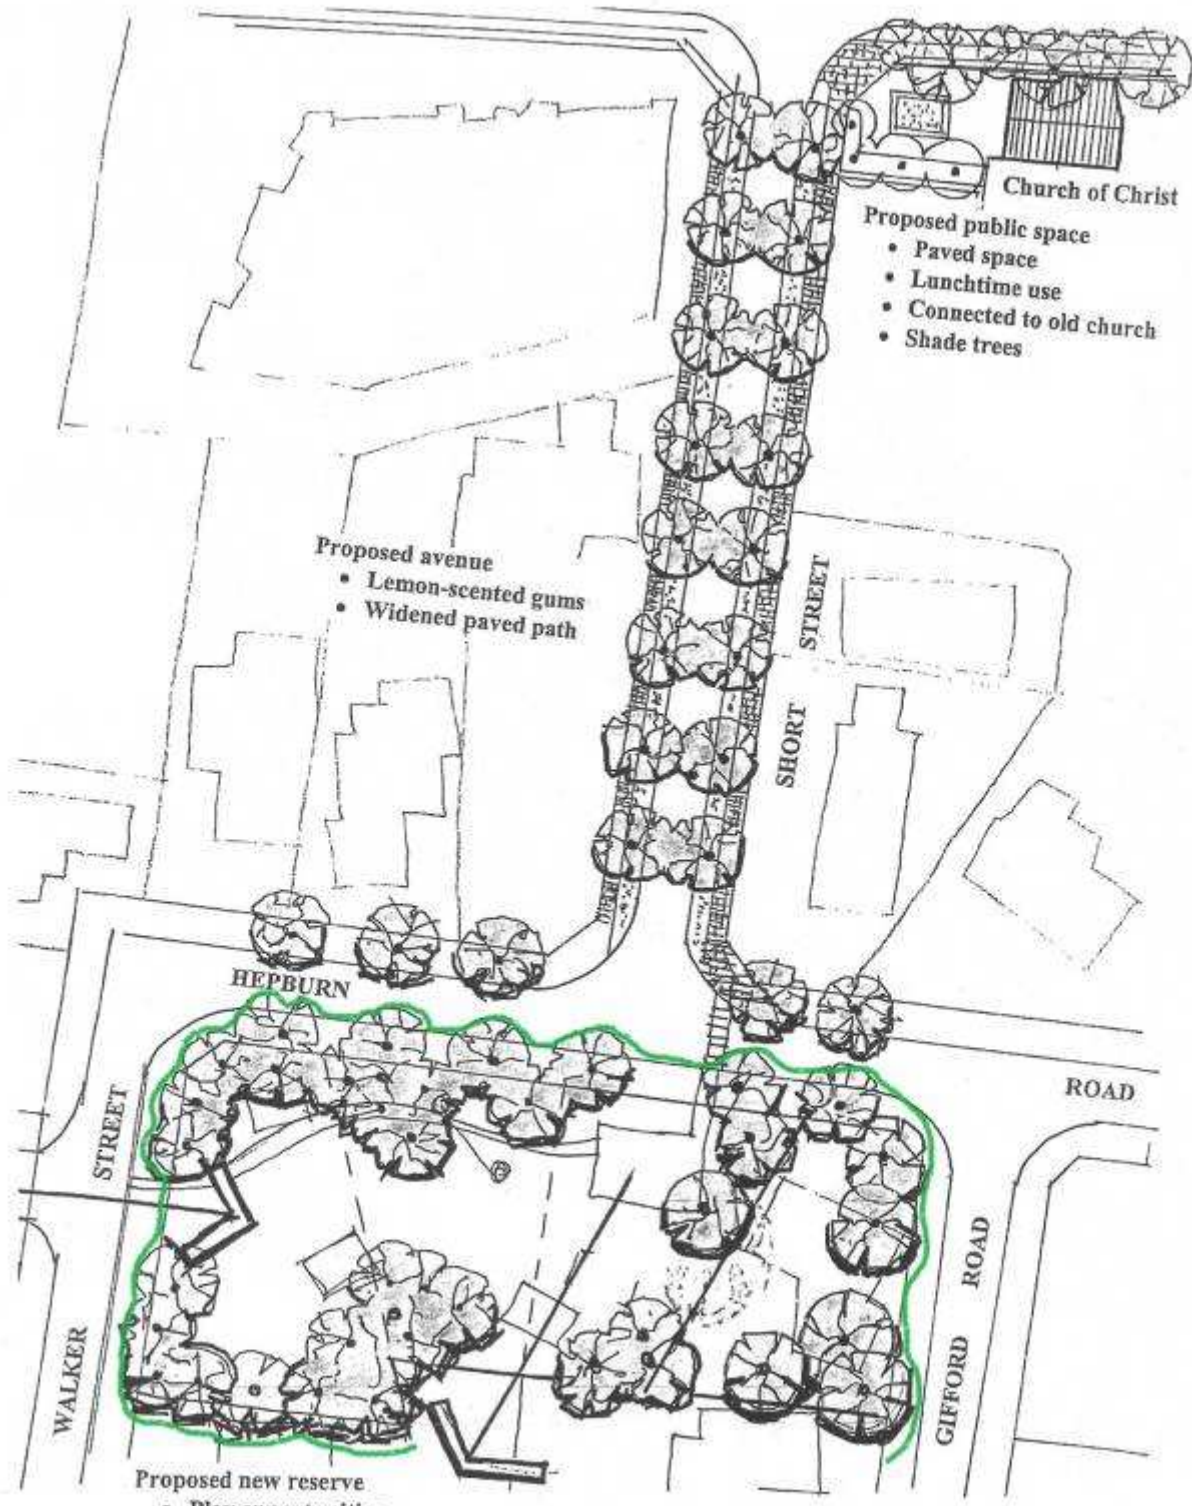 Church of Christ
Proposed public space
• Paved space
• Lunchtime use
• Connected to old church
• Shade trees
Proposed avenue
• Lemon-scented gums
• Widened paved path
SHORT STREET
HEPBURN ROAD
WALKER STREET
GIFFORD ROAD
Proposed new reserve